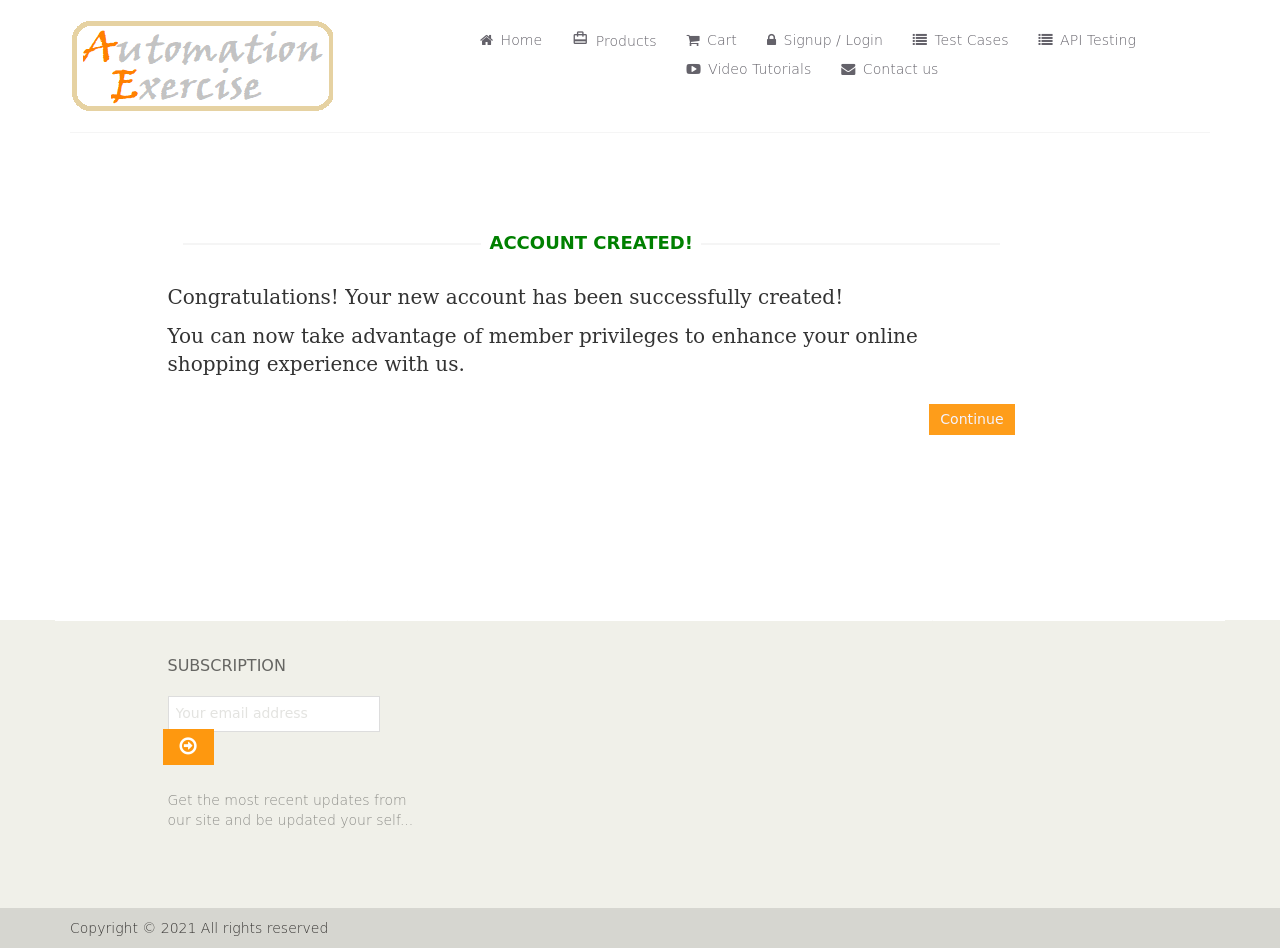 Automation
Exercise
Home
Products
Cart
Signup / Login
Test Cases
API Testing
Video Tutorials
Contact us
ACCOUNT CREATED!
Congratulations! Your new account has been successfully created!
You can now take advantage of member privileges to enhance your online
shopping experience with us.
Continue
SUBSCRIPTION
Your email address
Get the most recent updates from
our site and be updated your self...
Copyright © 2021 All rights reserved